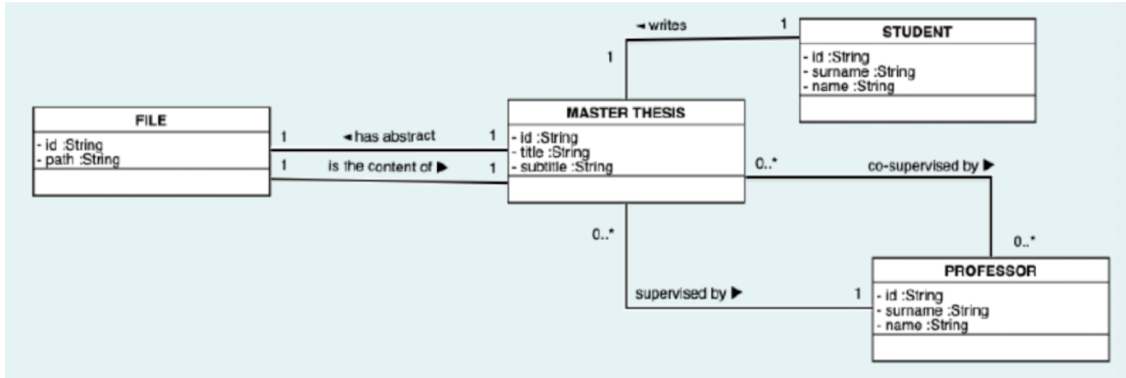 ◄ writes
1
1
STUDENT
- id :String
- surname :String
- name :String
FILE
- id :String
- path :String
1
◄ has abstract
1
1
is the content of ►
1
MASTER THESIS
- id :String
- title :String
- subtitle :String
0..*
co-supervised by ►
0..*
0..*
supervised by ►
1
PROFESSOR
- id :String
- surname :String
- name :String